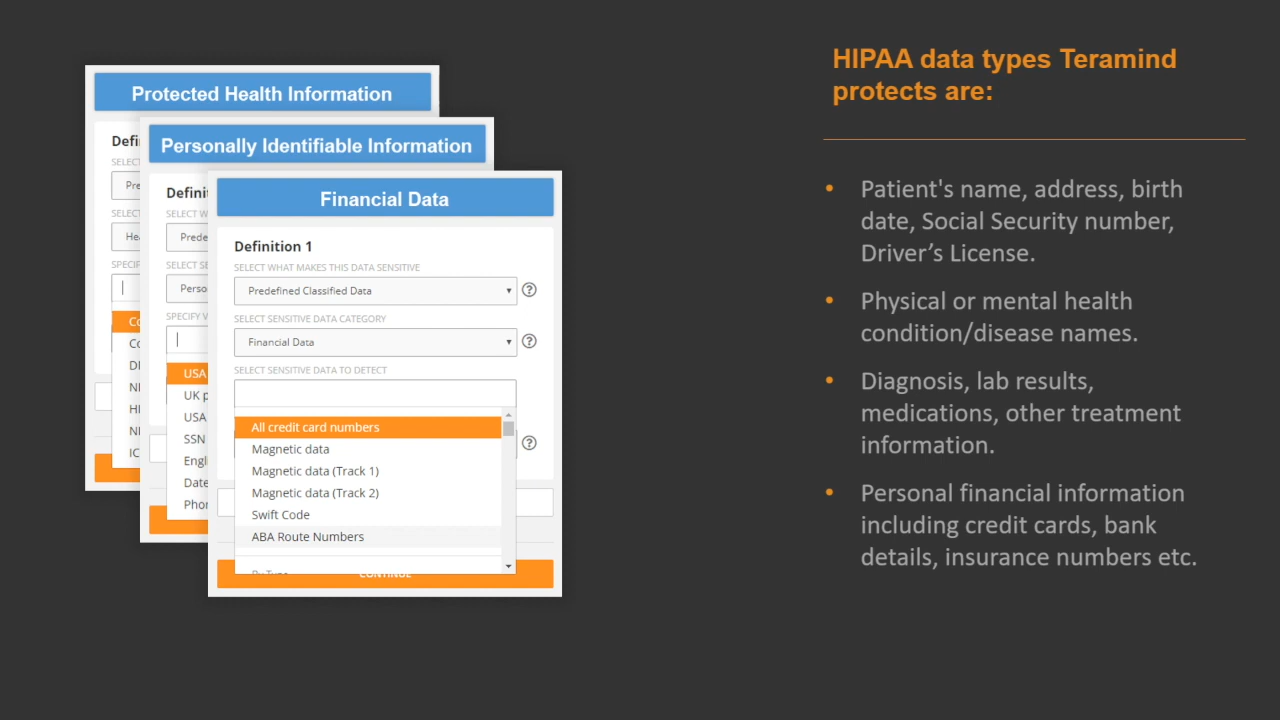 Protected Health Information
Personally Identifiable Information
Financial Data
Definition 1
SELECT WHAT MAKES THIS DATA SENSITIVE
Predefined Classified Data
SELECT SENSITIVE DATA CATEGORY
Financial Data
SELECT SENSITIVE DATA TO DETECT
All credit card numbers
Magnetic data
Magnetic data (Track 1)
Magnetic data (Track 2)
Swift Code
ABA Route Numbers
CONTINUE
USA
UK p
USA
SSN
Engli
Date
Phor
HIPAA data types Teramind
protects are:
• Patient's name, address, birth
date, Social Security number,
Driver’s License.
• Physical or mental health
condition/disease names.
• Diagnosis, lab results,
medications, other treatment
information.
• Personal financial information
including credit cards, bank
details, insurance numbers etc.